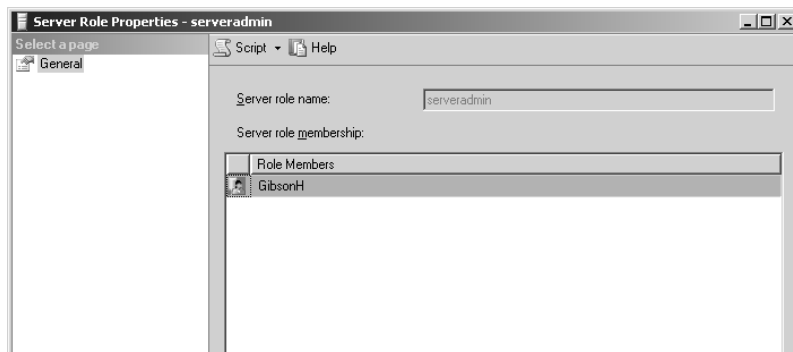 Server Role Properties - serveradmin
Select a page
General
Script Help
Server role name: serveradmin
Server role membership:
Role Members
GibsonH